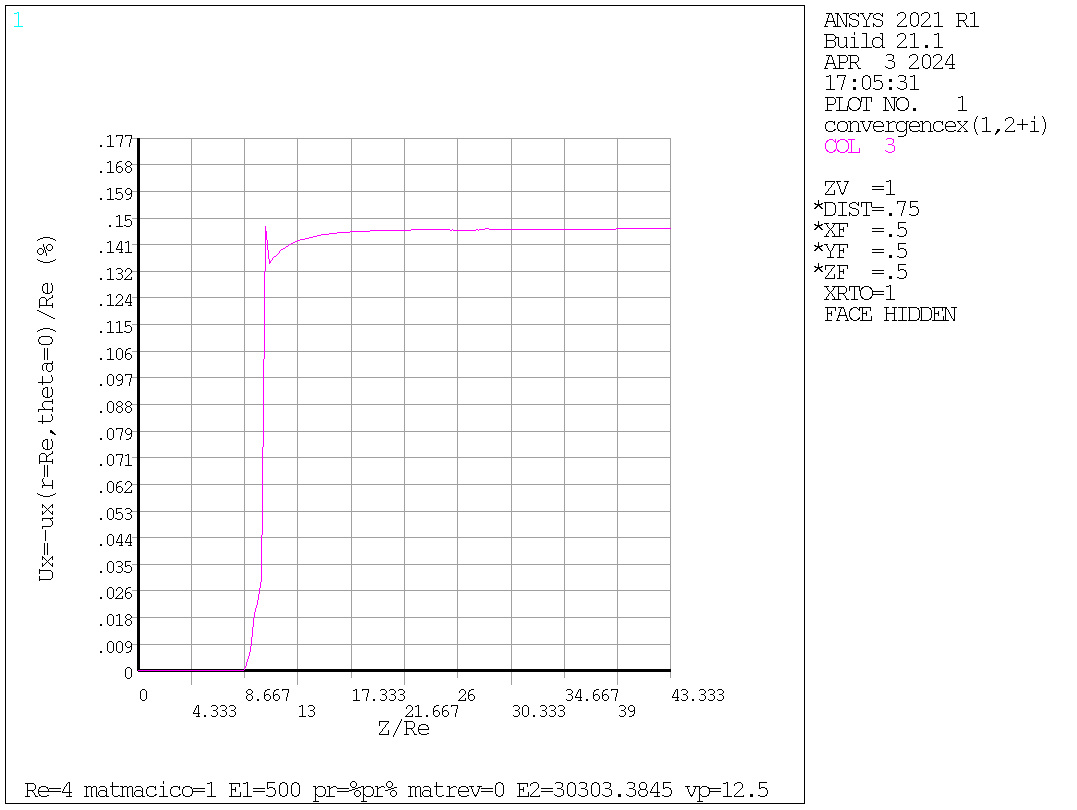 1
ANSYS 2021 R1
Build 21.1
APR  3 2024
17:05:31
PLOT NO.   1
convergencex(1,2+i)
COL  3
ZV  =1
*DIST=.75
*XF  =.5
*YF  =.5
*ZF  =.5
XRTO=1
FACE HIDDEN
.177
.168
.159
.15
.141
.132
.124
.115
.106
.097
.088
.079
.071
.062
.053
.044
.035
.026
.018
.009
0
Ux=-ux(r=Re,theta=0)/Re (%)
0 8.667 17.333 26 34.667 43.333
4.333 13 21.667 30.333 39
Z/Re
Re=4 matmacico=1 E1=500 pr=%pr% matrev=0 E2=30303.3845 vp=12.5